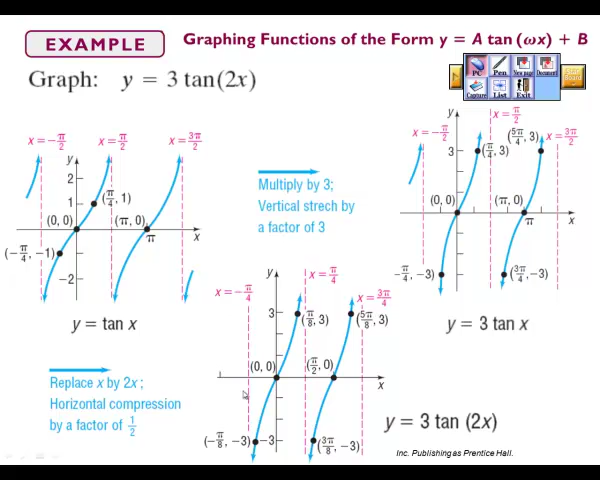 EXAMPLE
Graphing Functions of the Form y = A tan (ωx) + B
Graph: y = 3 tan(2x)
PC
Pen
New page
Document
Capture
List
Exit
Board
x = −π/2
x = π/2
x = 3π/2
y
2
1
(π/4, 1)
(0, 0)
(π, 0)
π
x
(−π/4, −1)
−2
y = tan x
Multiply by 3;
Vertical strech by
a factor of 3
x = −π/2
x = π/2
x = 3π/2
y
3
(π/4, 3)
(5π/4, 3)
(0, 0)
(π, 0)
π
x
−π/4, −3)
(3π/4, −3)
y = 3 tan x
Replace x by 2x ;
Horizontal compression
by a factor of 1/2
x = −π/4
x = π/4
x = 3π/4
y
3
(π/8, 3)
(5π/8, 3)
(0, 0)
(π/2, 0)
x
(−π/8, −3)
−3
(3π/8, −3)
y = 3 tan (2x)
Inc. Publishing as Prentice Hall.